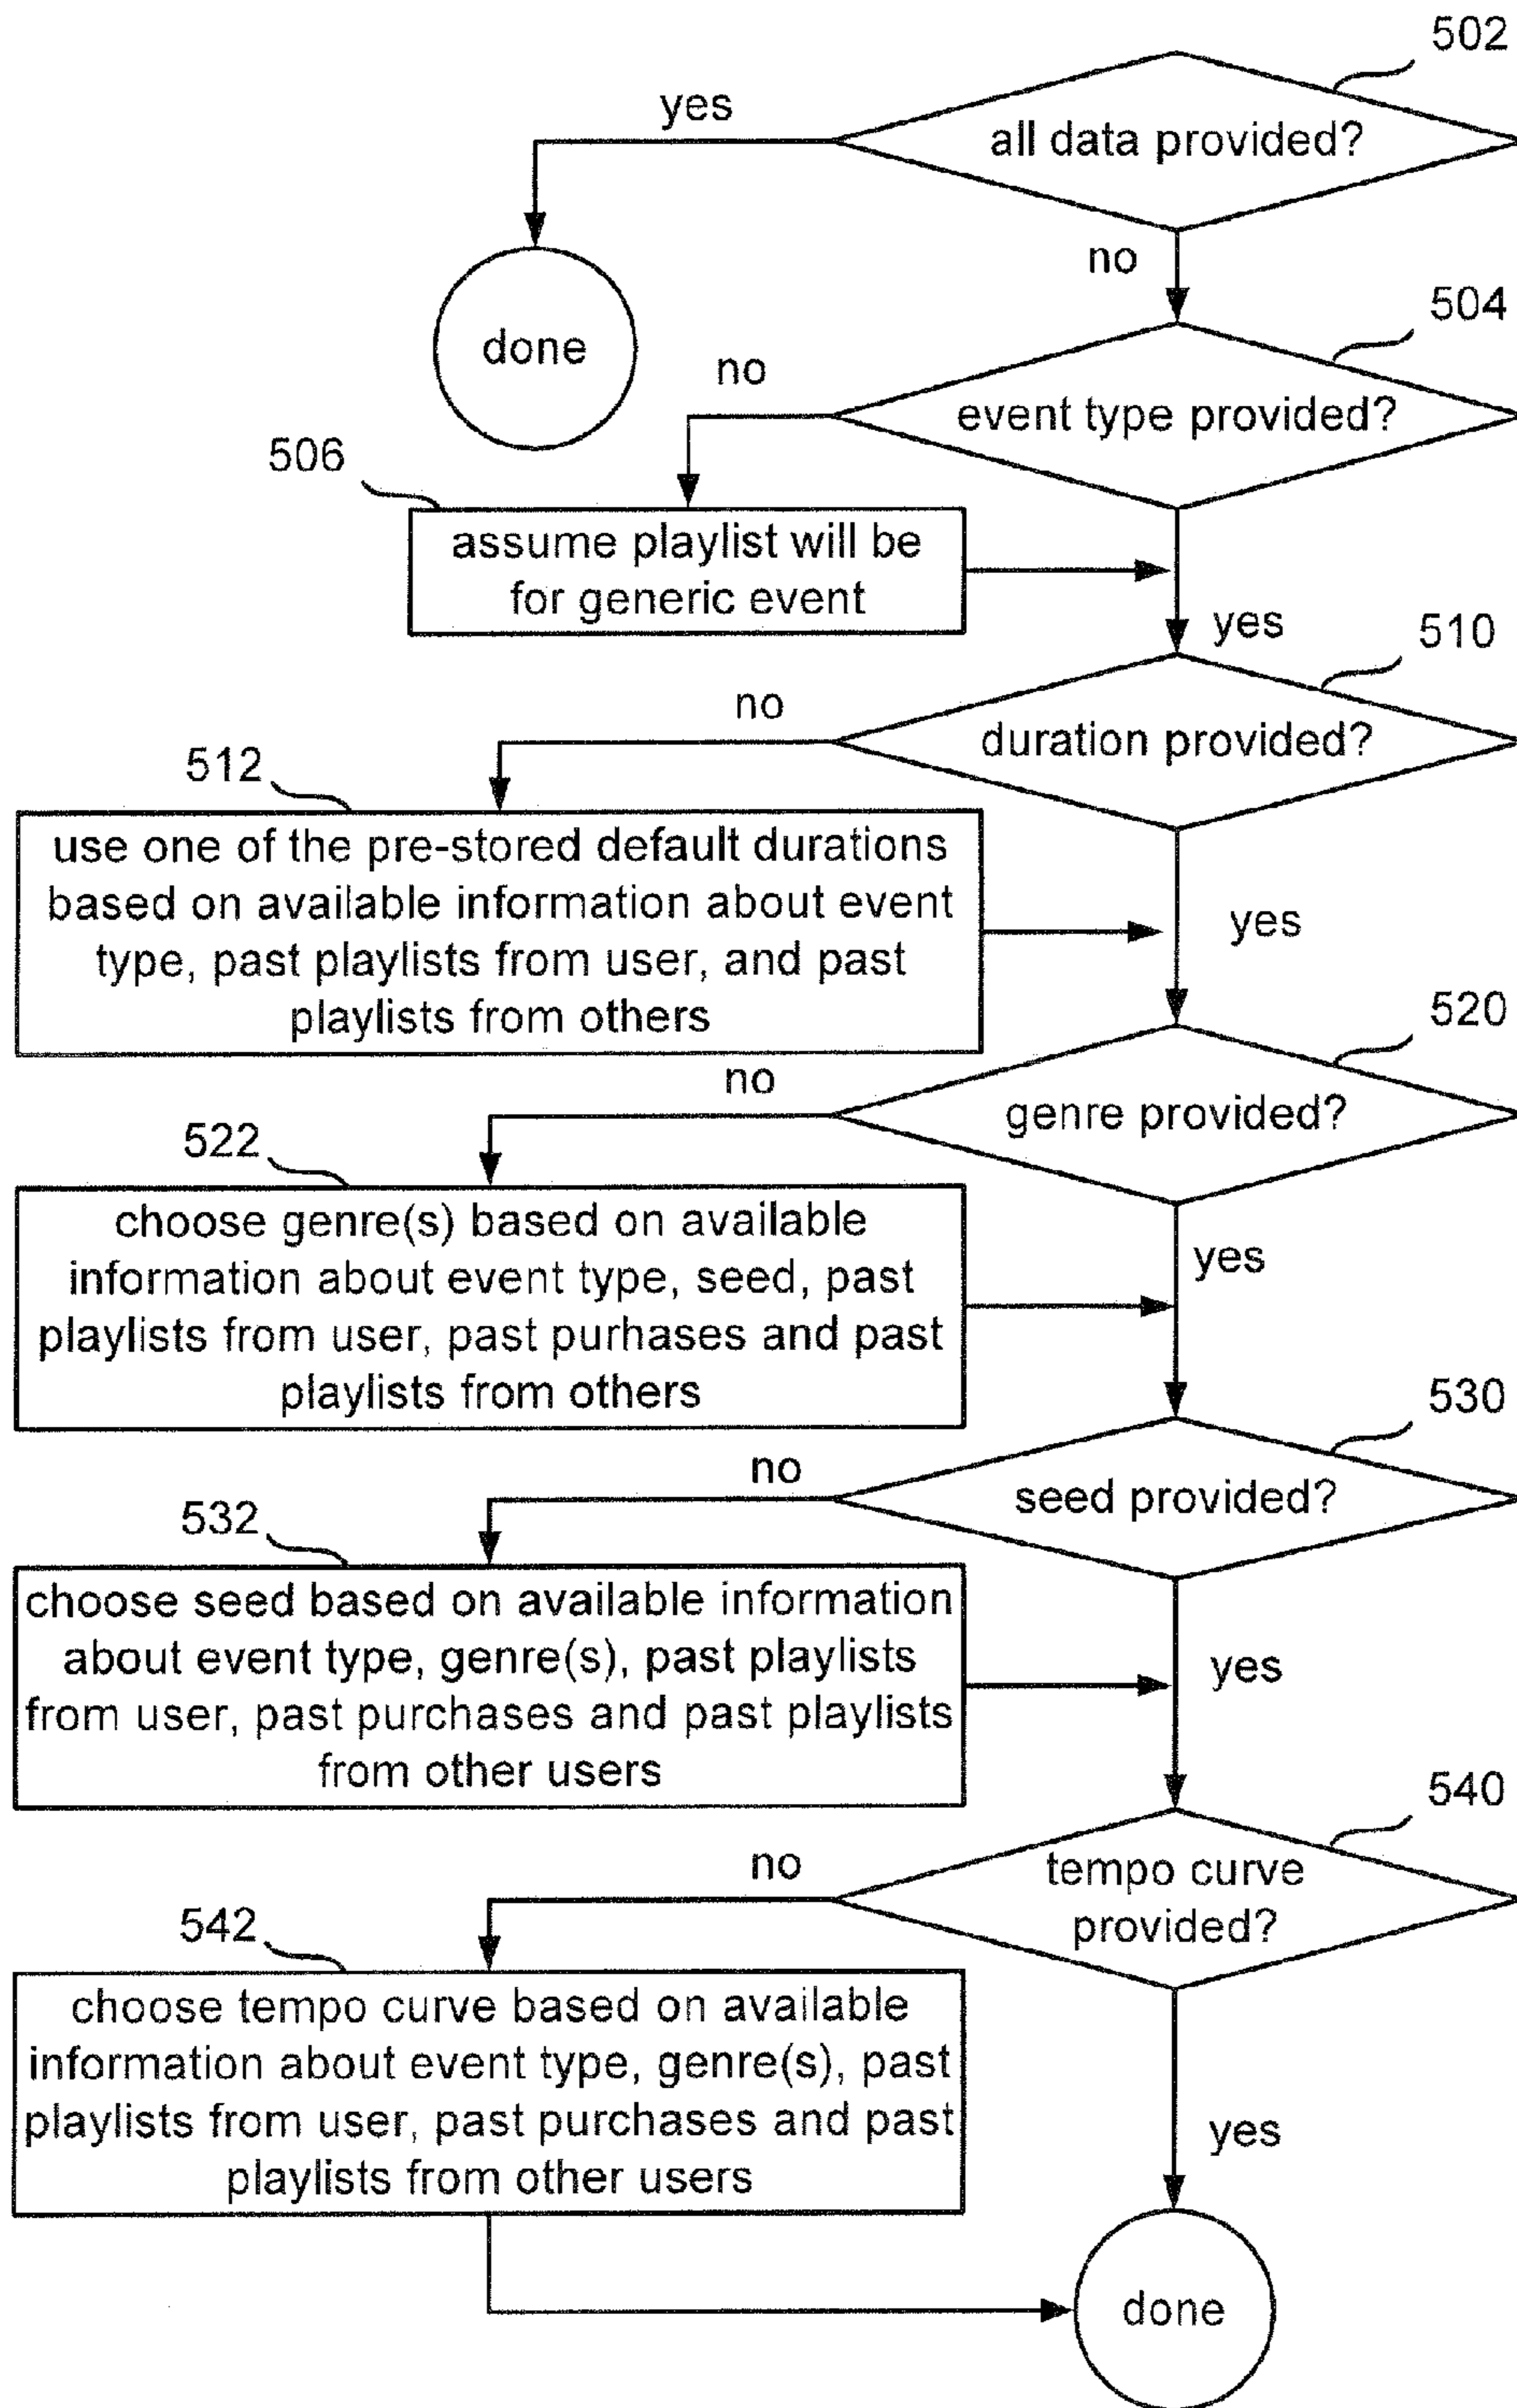 502
yes
all data provided?
no
done
504
no
event type provided?
506
assume playlist will be
for generic event
yes
510
no
duration provided?
512
use one of the pre-stored default durations
based on available information about event
type, past playlists from user, and past
playlists from others
yes
520
no
genre provided?
522
choose genre(s) based on available
information about event type, seed, past
playlists from user, past purhases and past
playlists from others
yes
530
no
seed provided?
532
choose seed based on available information
about event type, genre(s), past playlists
from user, past purchases and past playlists
from other users
yes
540
no
tempo curve
provided?
542
choose tempo curve based on available
information about event type, genre(s), past
playlists from user, past purchases and past
playlists from other users
yes
done